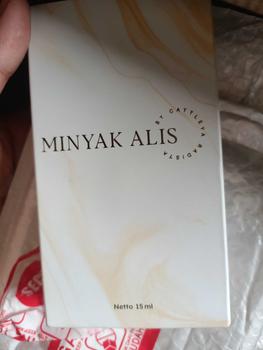 MINYAK ALIS
BY CATTLEYA RADISTA
Netto 15 ml